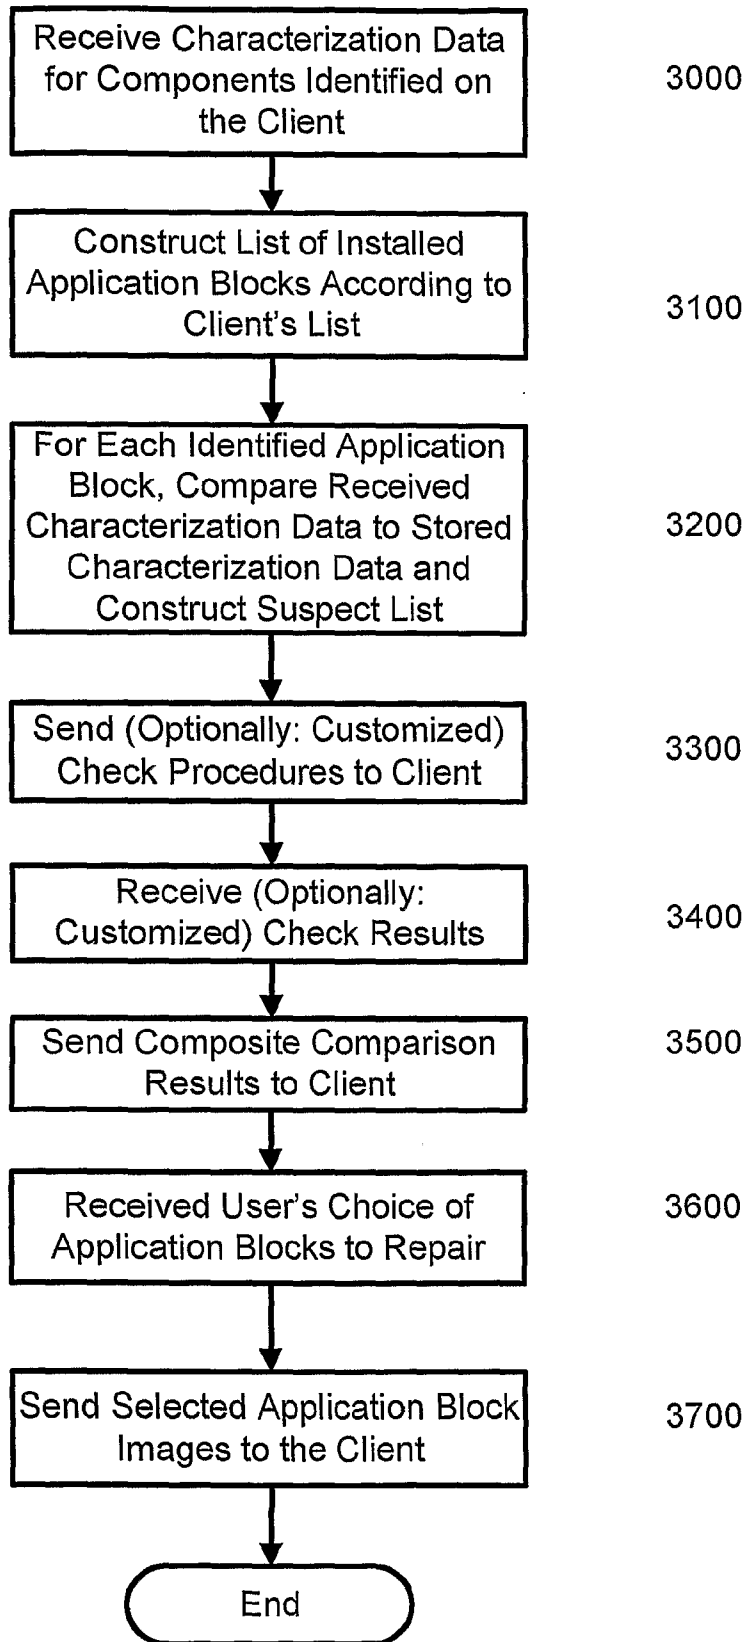 Receive Characterization Data
for Components Identified on
the Client
3000
Construct List of Installed
Application Blocks According to
Client's List
3100
For Each Identified Application
Block, Compare Received
Characterization Data to Stored
Characterization Data and
Construct Suspect List
3200
Send (Optionally: Customized)
Check Procedures to Client
3300
Receive (Optionally:
Customized) Check Results
3400
Send Composite Comparison
Results to Client
3500
Received User's Choice of
Application Blocks to Repair
3600
Send Selected Application Block
Images to the Client
3700
End